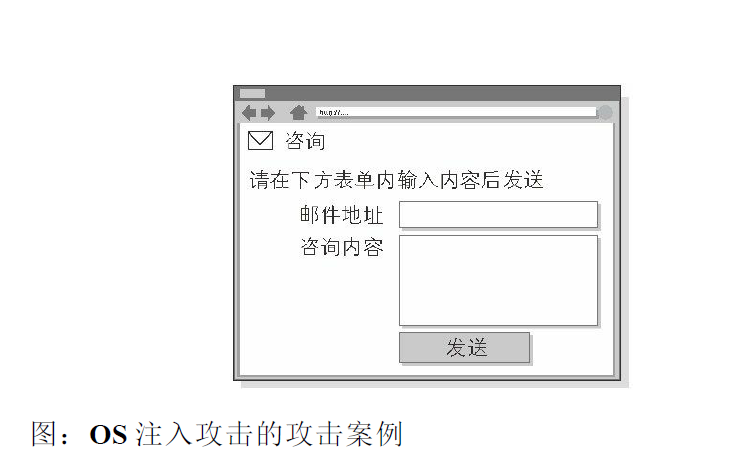 http://...
咨询
请在下方表单内输入内容后发送
邮件地址
咨询内容
发送
图：OS 注入攻击的攻击案例